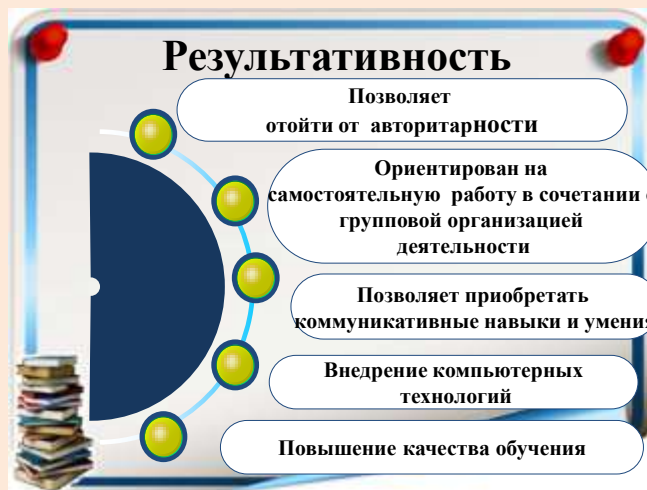 Результативность
Позволяет
отойти от авторитарности
Ориентирован на
самостоятельную работу в сочетании с
групповой организацией
деятельности
Позволяет приобретать
коммуникативные навыки и умения
Внедрение компьютерных
технологий
Повышение качества обучения